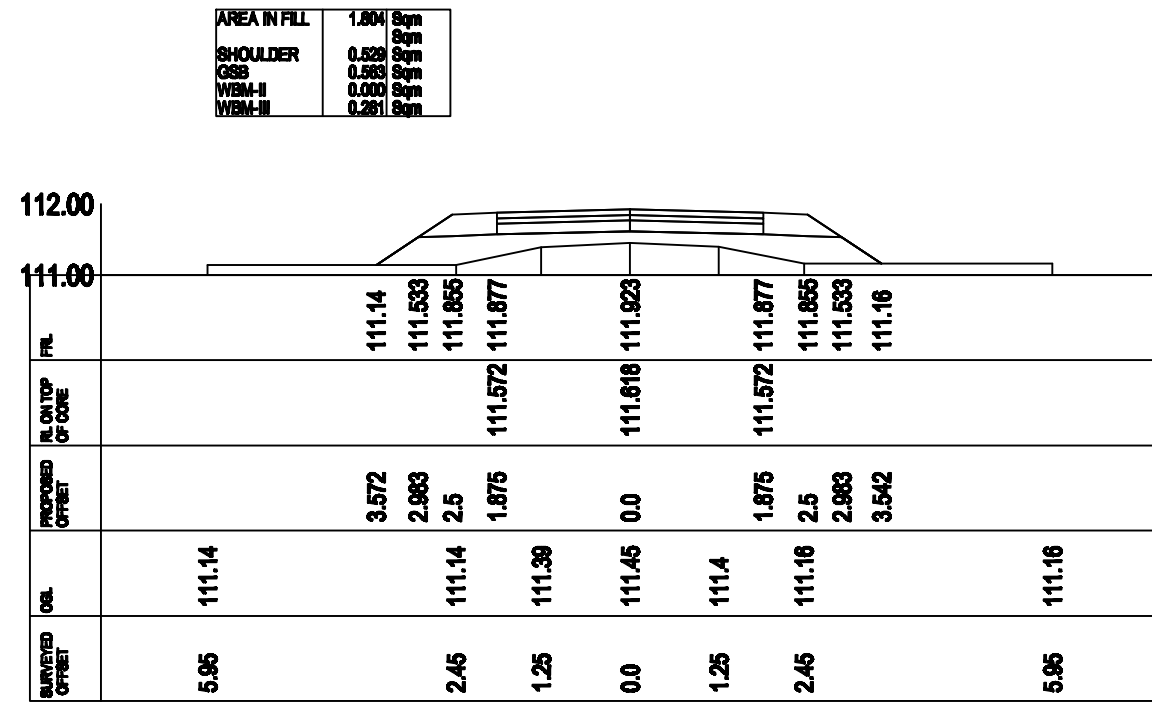 AREA IN FILL 1.804 Sqm
Sqm
SHOULDER 0.529 Sqm
GSB 0.563 Sqm
WBM-II 0.000 Sqm
WBM-III 0.281 Sqm
112.00
111.00
FRL 111.14 111.533 111.855 111.877 111.923 111.877 111.855 111.533 111.16
RL ON TOP
OF CORE
111.572 111.618 111.572
PROPOSED
OFFSET
3.572 2.983 2.5 1.875 0.0 1.875 2.5 2.983 3.542
OGL 111.14 111.14 111.39 111.45 111.4 111.16 111.16
SURVEYED
OFFSET
5.95 2.45 1.25 0.0 1.25 2.45 5.95